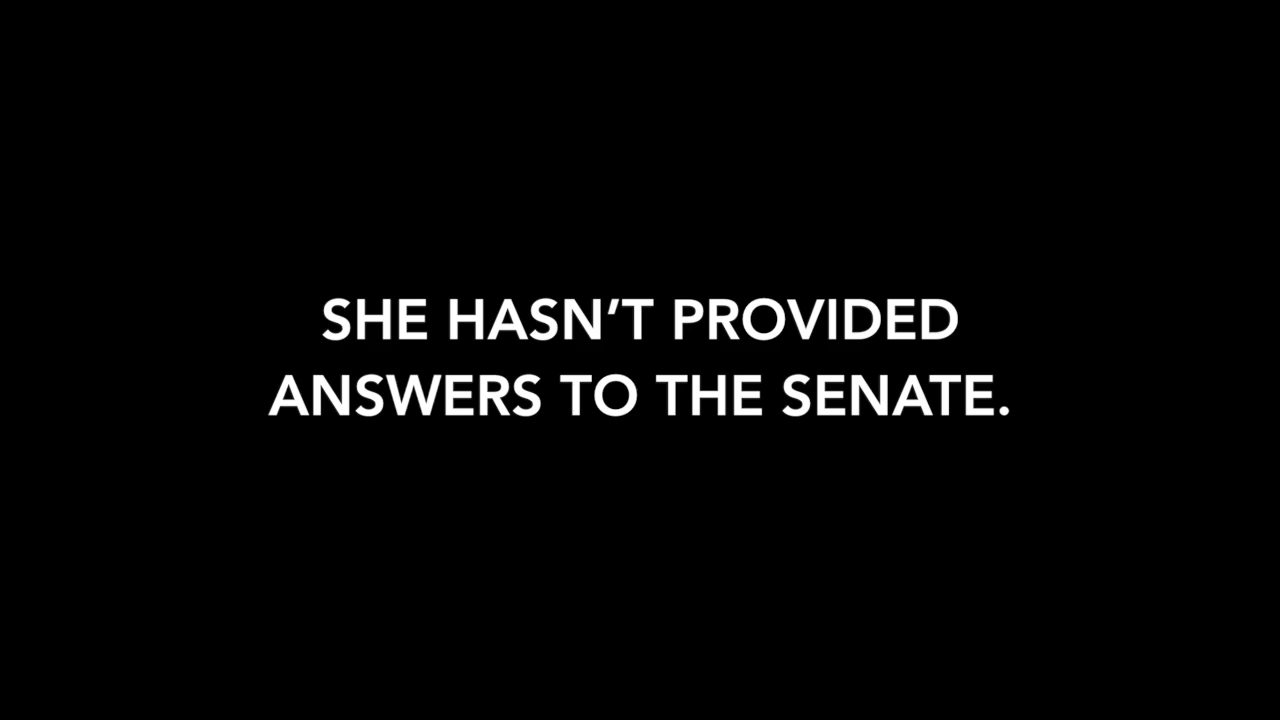 SHE HASN’T PROVIDED
ANSWERS TO THE SENATE.